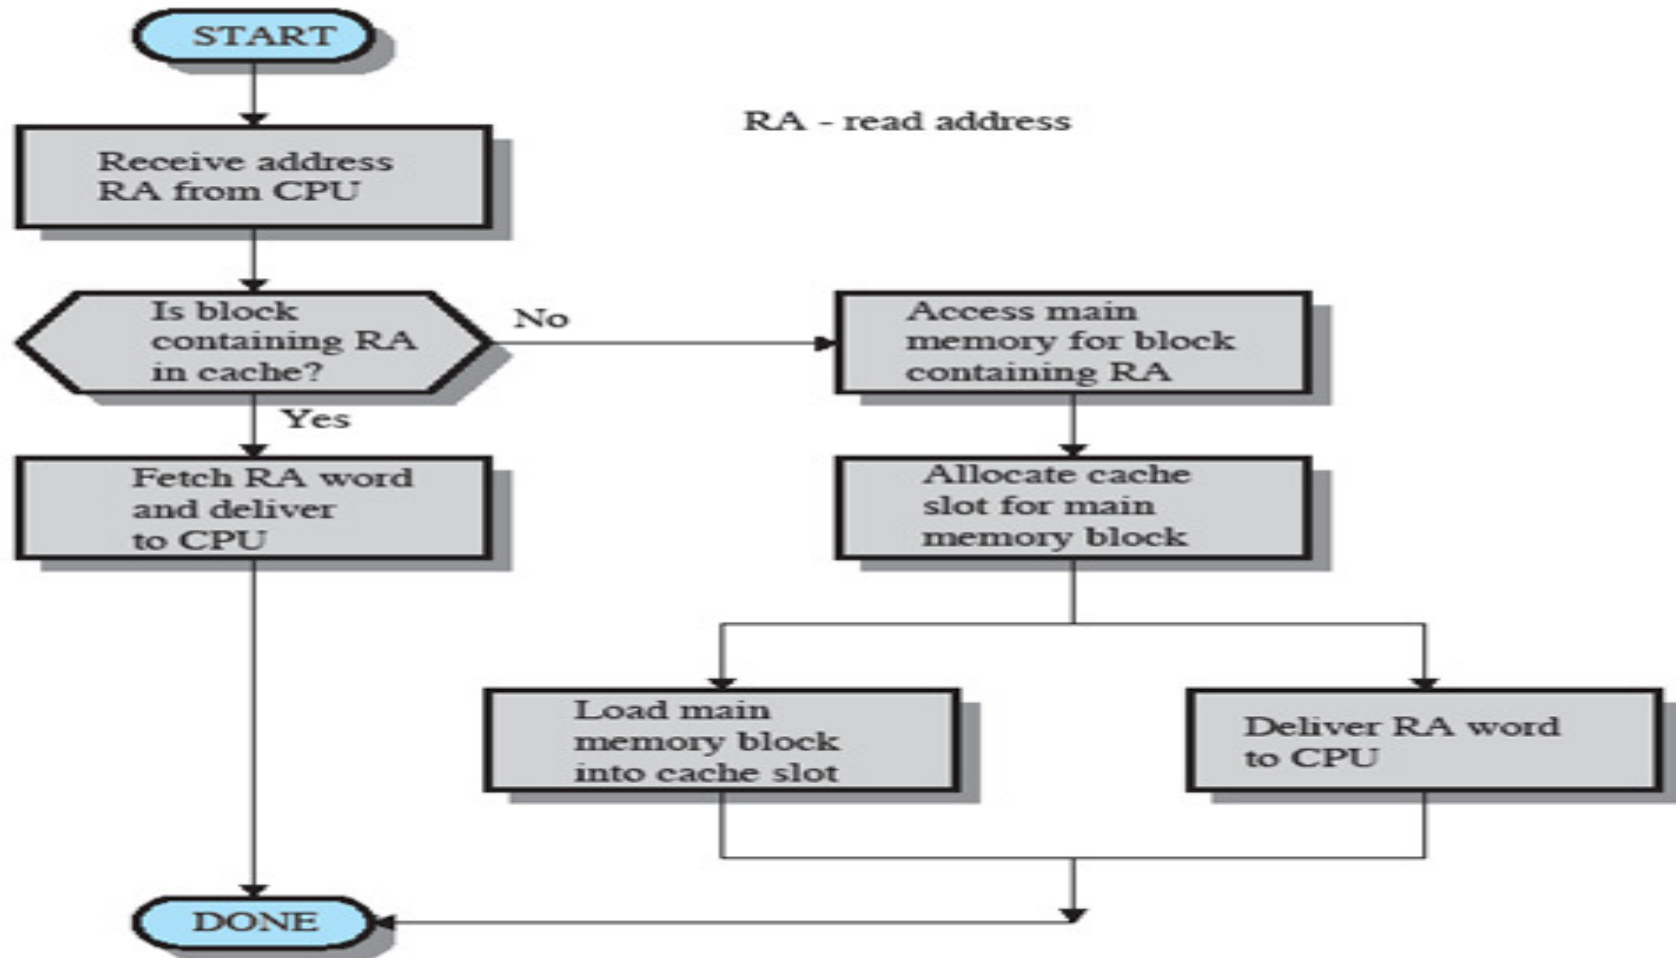 START
RA - read address
Receive address
RA from CPU
Is block
containing RA
in cache?
No
Yes
Access main
memory for block
containing RA
Fetch RA word
and deliver
to CPU
Allocate cache
slot for main
memory block
Load main
memory block
into cache slot
Deliver RA word
to CPU
DONE